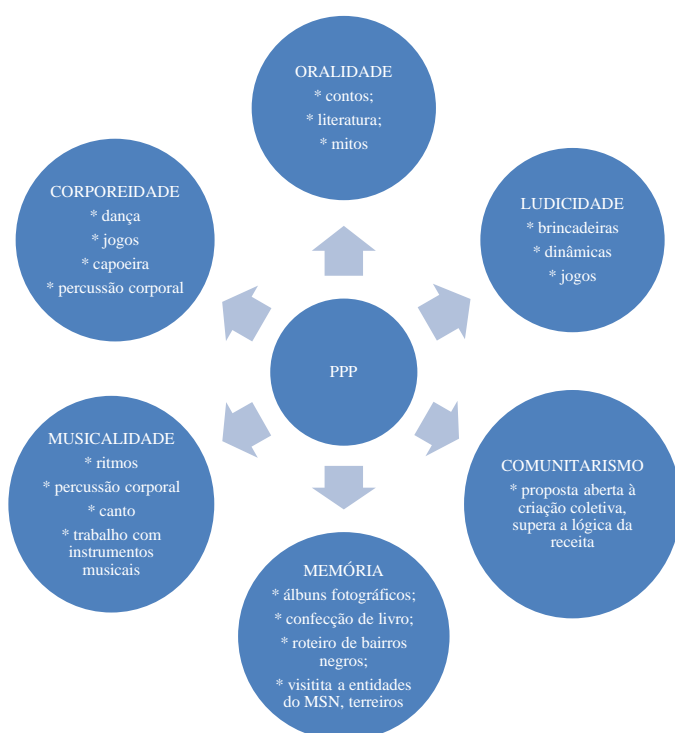 ORALIDADE
* contos;
* literatura;
* mitos
LUDICIDADE
* brincadeiras
* dinâmicas
* jogos
COMUNITARISMO
* proposta aberta à
criação coletiva,
supera a lógica da
receita
MEMÓRIA
* álbuns fotográficos;
* confecção de livro;
* roteiro de bairros
negros;
* visitita a entidades
do MSN, terreiros
MUSICALIDADE
* ritmos
* percussão corporal
* canto
* trabalho com
instrumentos
musicais
CORPOREIDADE
* dança
* jogos
* capoeira
* percussão corporal
PPP